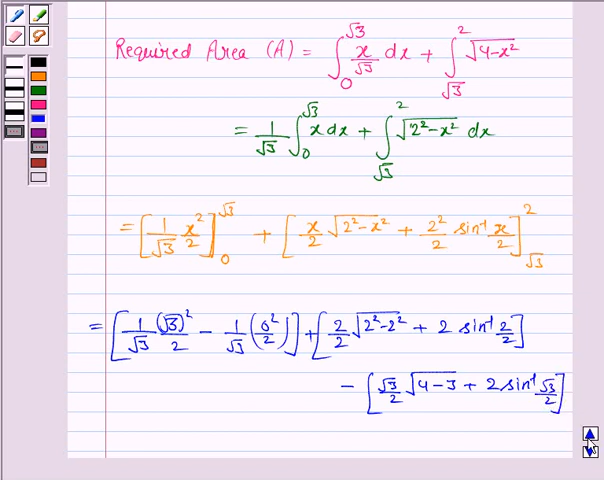 Required Area (A) = ∫₀^√3 x/√3 dx + ∫_√3^2 √(4-x²)
= 1/√3 ∫₀^√3 x dx + ∫_√3^2 √(2²-x²) dx
= [1/√3 x²/2]₀^√3 + [x/2 √(2²-x²) + 2²/2 sin⁻¹ x/2]_√3^2
= [1/√3 (√3)²/2 - 1/√3 (0²/2)] + [2/2 √(2²-2²) + 2 sin⁻¹ 2/2]
- [√3/2 √(4-3) + 2 sin⁻¹ √3/2]